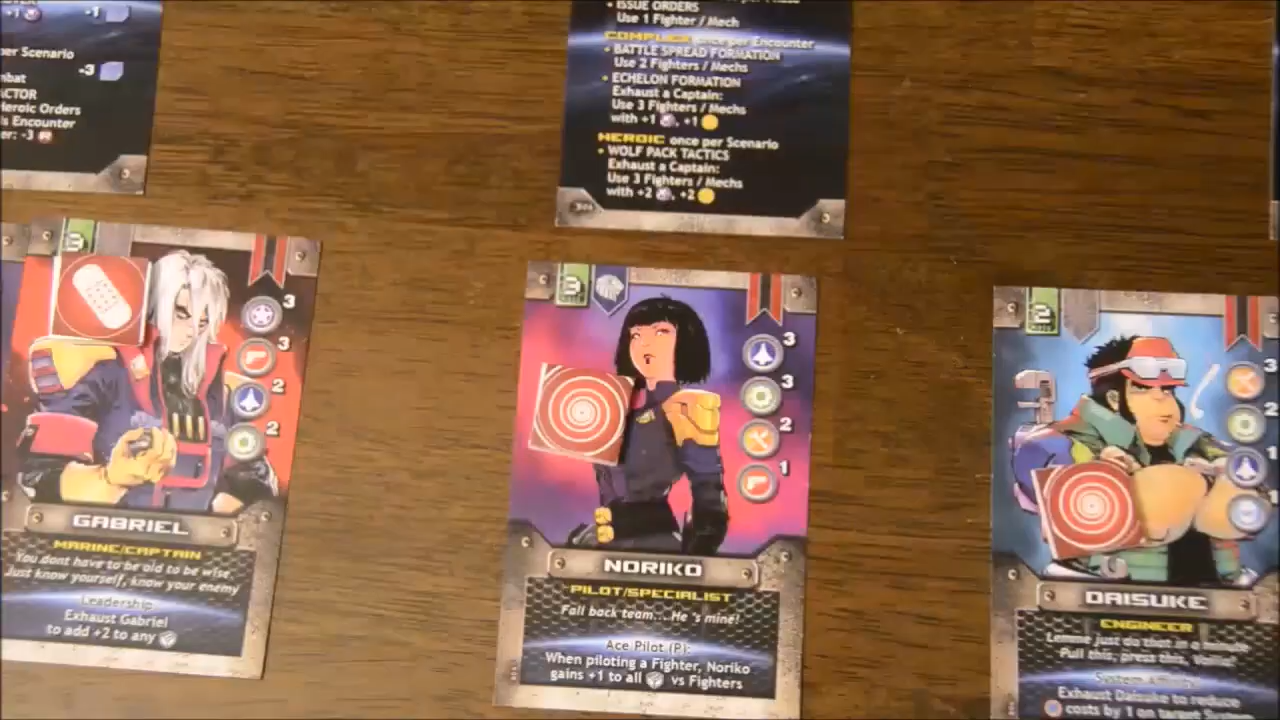 +1
-1
per Scenario
-3
mbat
ACTOR
Heroic Orders
is Encounter
er: -3
• ISSUE ORDERS
Use 1 Fighter / Mech
COMPLEX once per Encounter
• BATTLE SPREAD FORMATION
Use 2 Fighters / Mechs
• ECHELON FORMATION
Exhaust a Captain:
Use 3 Fighters / Mechs
with +1 , +1
HEROIC once per Scenario
• WOLF PACK TACTICS
Exhaust a Captain:
Use 3 Fighters / Mechs
with +2 , +2
3
3
3
2
2
GABRIEL
MARINE/CAPTAIN
You dont have to be old to be wise,
Just know yourself, know your enemy
Leadership
Exhaust Gabriel
to add +2 to any
3
3
3
2
1
NORIKO
PILOT/SPECIALIST
Fall back team... He 's mine!
Ace Pilot (P):
When piloting a Fighter, Noriko
gains +1 to all vs Fighters
2
3
2
1
DAISUKE
ENGINEER
Lemme just do that in a minute
Pull this, press this, Voila!
System Affinity:
Exhaust Daisuke to reduce
costs by 1 on target